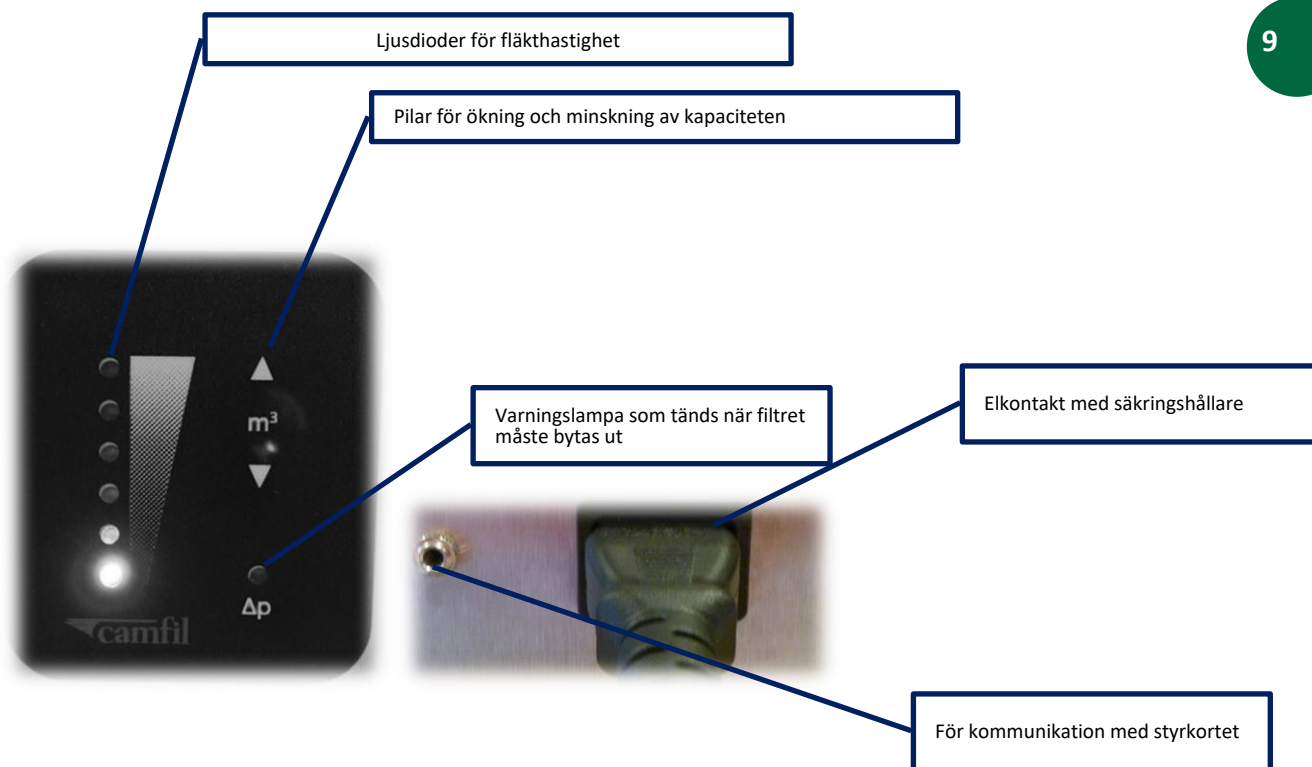 9
Ljusdioder för fläkthastighet
Pilar för ökning och minskning av kapaciteten
m³
Δp
camfil
Varningslampa som tänds när filtret
måste bytas ut
Elkontakt med säkringshållare
För kommunikation med styrkortet